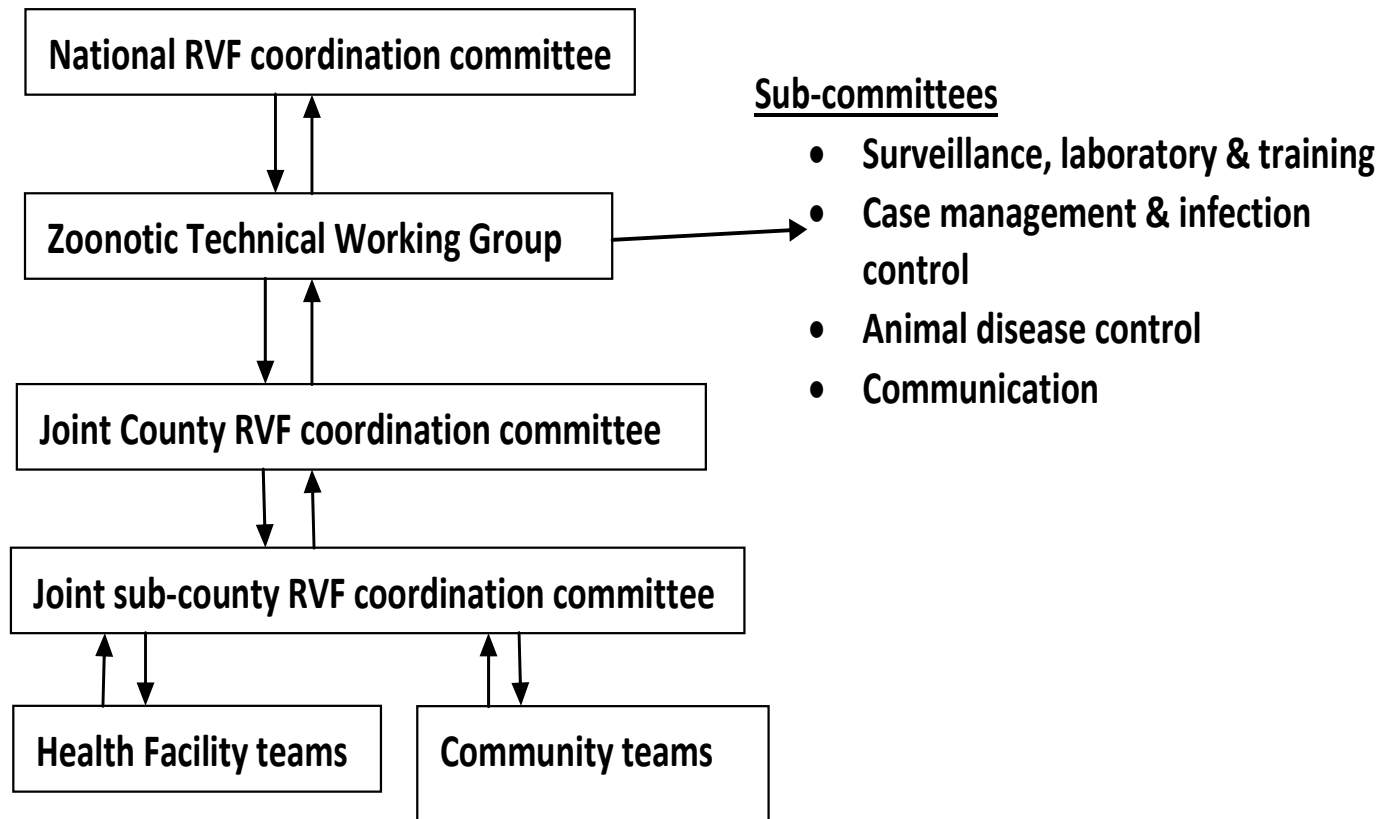 National RVF coordination committee
Sub-committees
• Surveillance, laboratory & training
• Case management & infection
control
• Animal disease control
• Communication
Zoonotic Technical Working Group
Joint County RVF coordination committee
Joint sub-county RVF coordination committee
Health Facility teams
Community teams